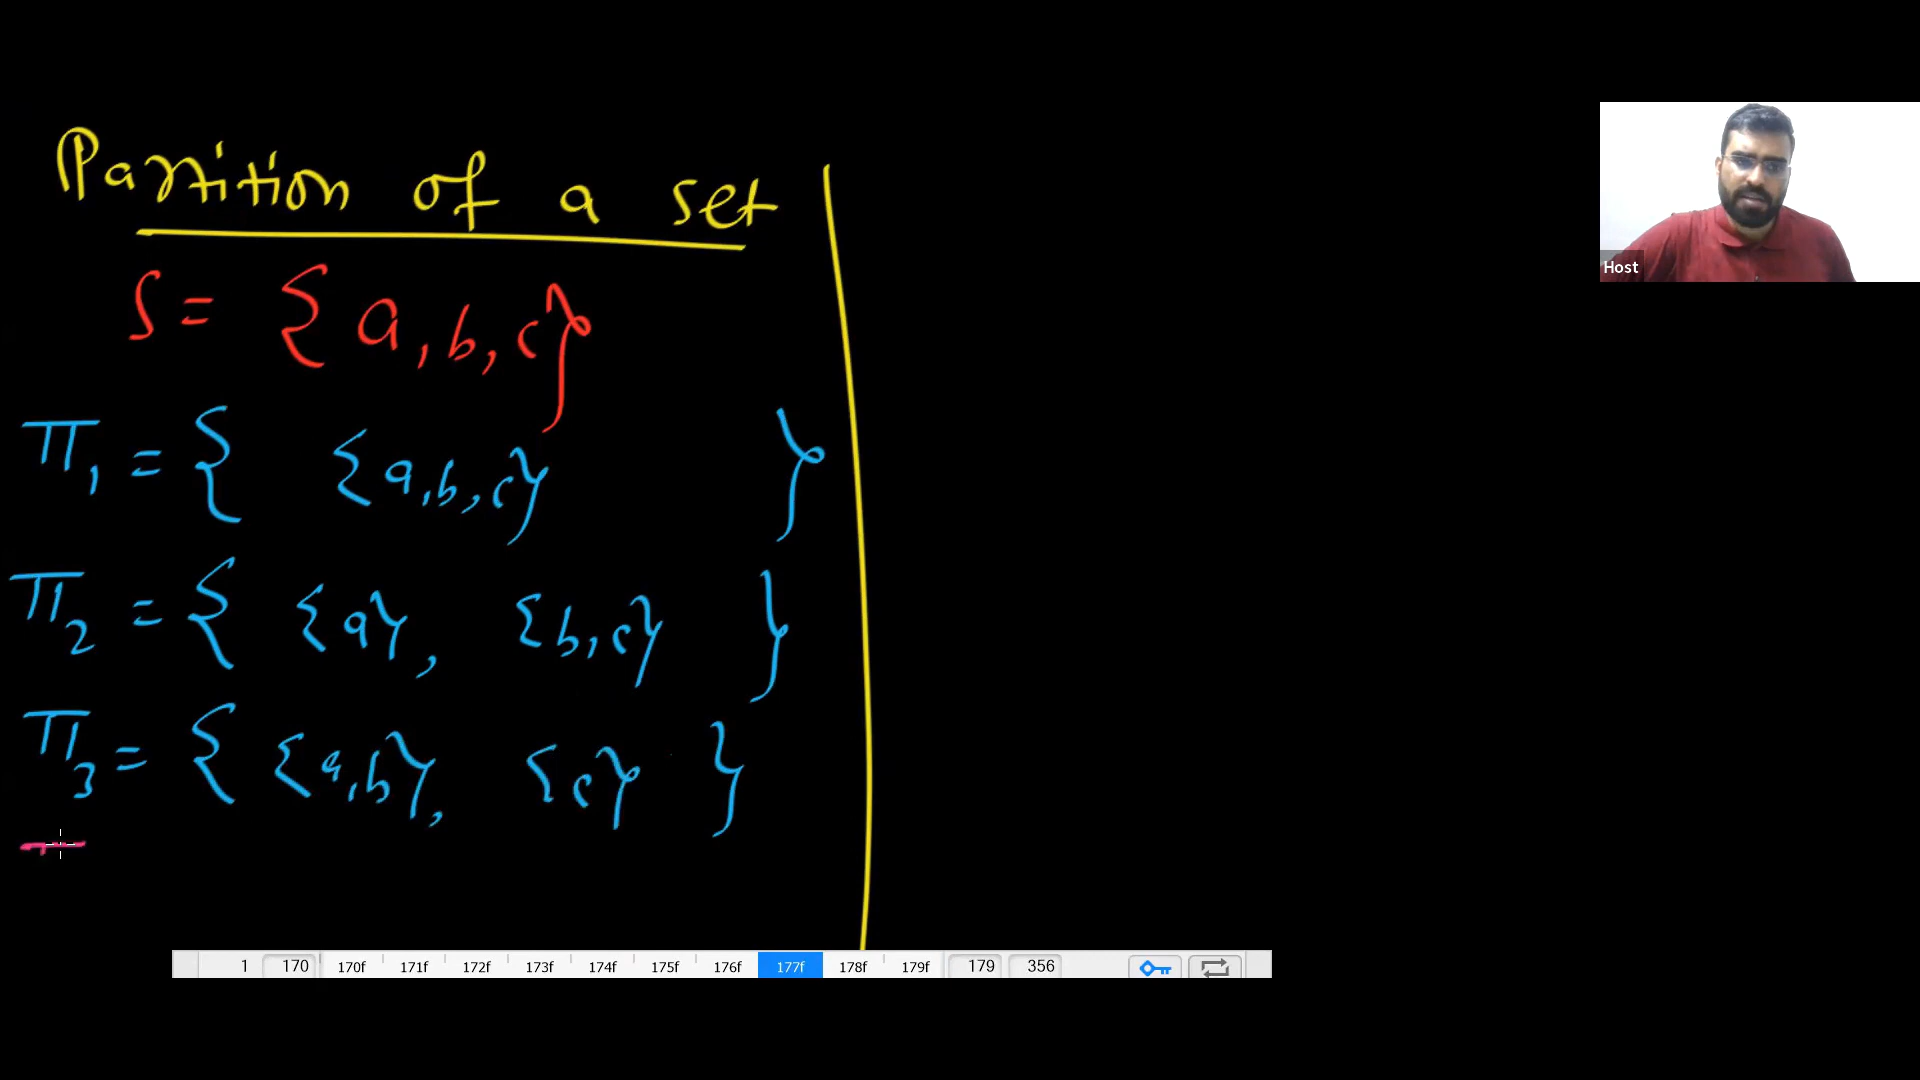 Partition of a set
S = { a, b, c}
π1 = { {a,b,c} }
π2 = { {a}, {b,c} }
π3 = { {a,b}, {c} }
Host
1 170 170f 171f 172f 173f 174f 175f 176f 177f 178f 179f 179 356